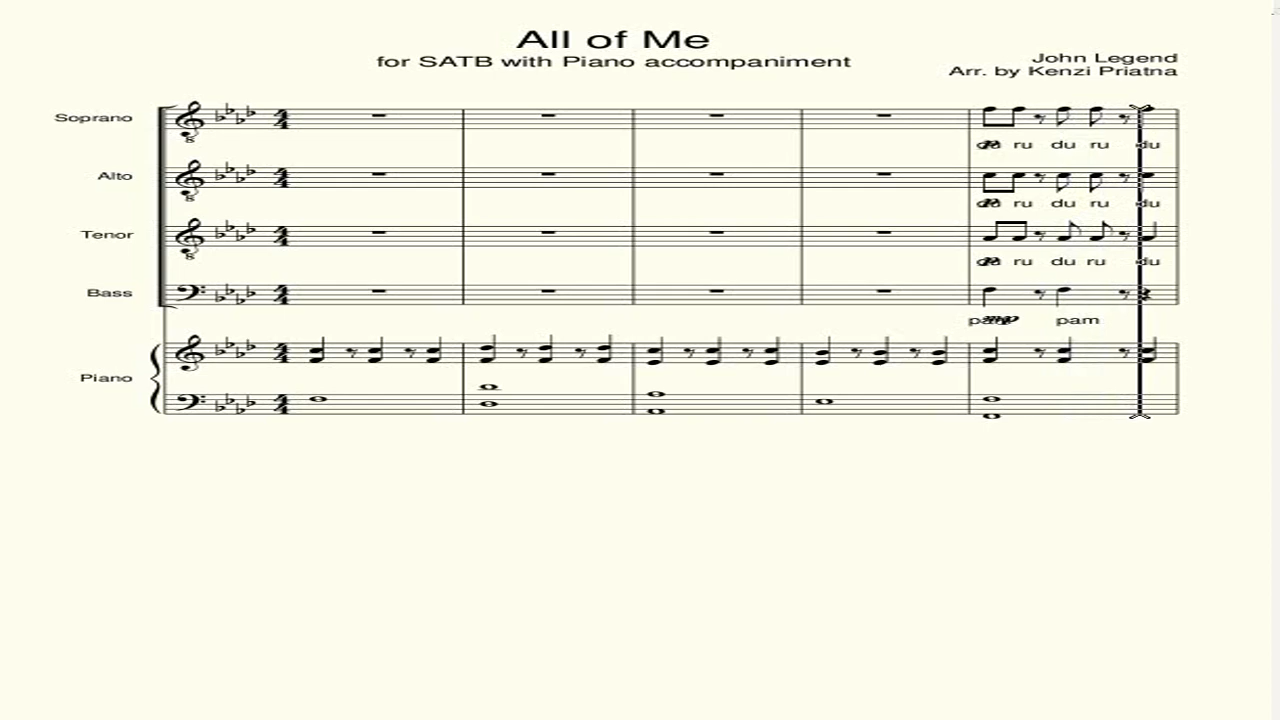 All of Me
for SATB with Piano accompaniment
John Legend
Arr. by Kenzi Priatna
Soprano
ru du ru du
Alto
ru du ru du
Tenor
ru du ru du
Bass
pam
Piano